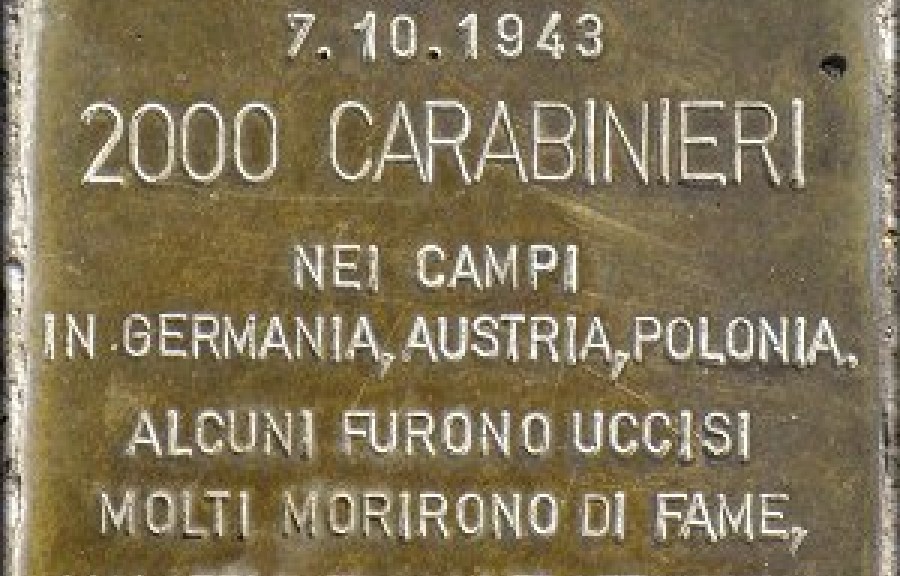 7.10.1943
2000 CARABINIERI
NEI CAMPI
IN GERMANIA, AUSTRIA, POLONIA.
ALCUNI FURONO UCCISI
MOLTI MORIRONO DI FAME,